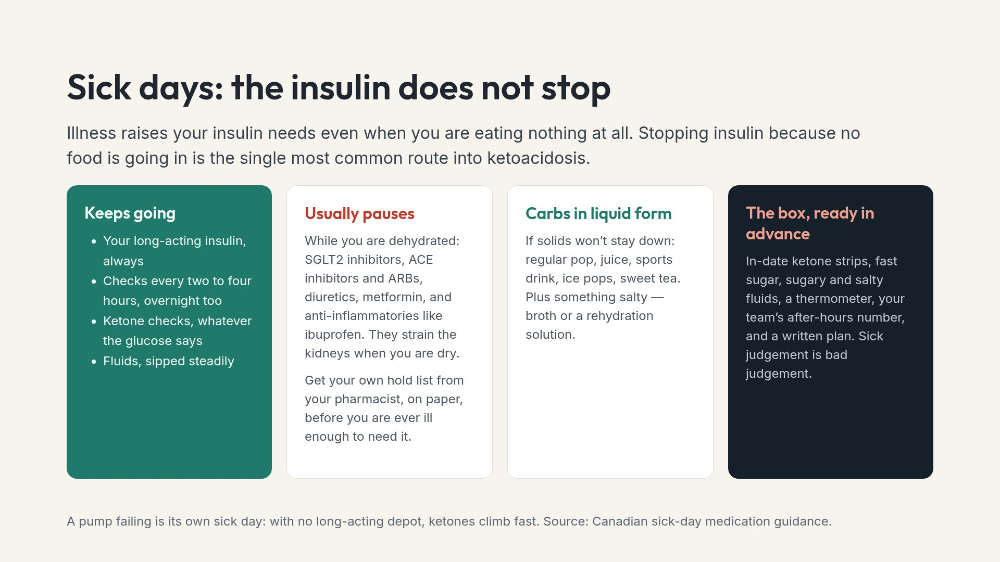 Sick days: the insulin does not stop
Illness raises your insulin needs even when you are eating nothing at all. Stopping insulin because no
food is going in is the single most common route into ketoacidosis.
Keeps going
• Your long-acting insulin,
always
• Checks every two to four
hours, overnight too
• Ketone checks, whatever
the glucose says
• Fluids, sipped steadily
Usually pauses
While you are dehydrated:
SGLT2 inhibitors, ACE
inhibitors and ARBs,
diuretics, metformin, and
anti-inflammatories like
ibuprofen. They strain the
kidneys when you are dry.
Get your own hold list from
your pharmacist, on paper,
before you are ever ill
enough to need it.
Carbs in liquid form
If solids won’t stay down:
regular pop, juice, sports
drink, ice pops, sweet tea.
Plus something salty —
broth or a rehydration
solution.
The box, ready in
advance
In-date ketone strips, fast
sugar, sugary and salty
fluids, a thermometer, your
team’s after-hours number,
and a written plan. Sick
judgement is bad
judgement.
A pump failing is its own sick day: with no long-acting depot, ketones climb fast. Source: Canadian sick-day medication guidance.